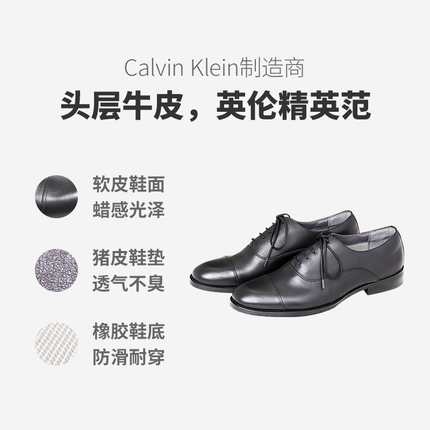 Calvin Klein制造商
头层牛皮，英伦精英范
软皮鞋面
蜡感光泽
猪皮鞋垫
透气不臭
橡胶鞋底
防滑耐穿